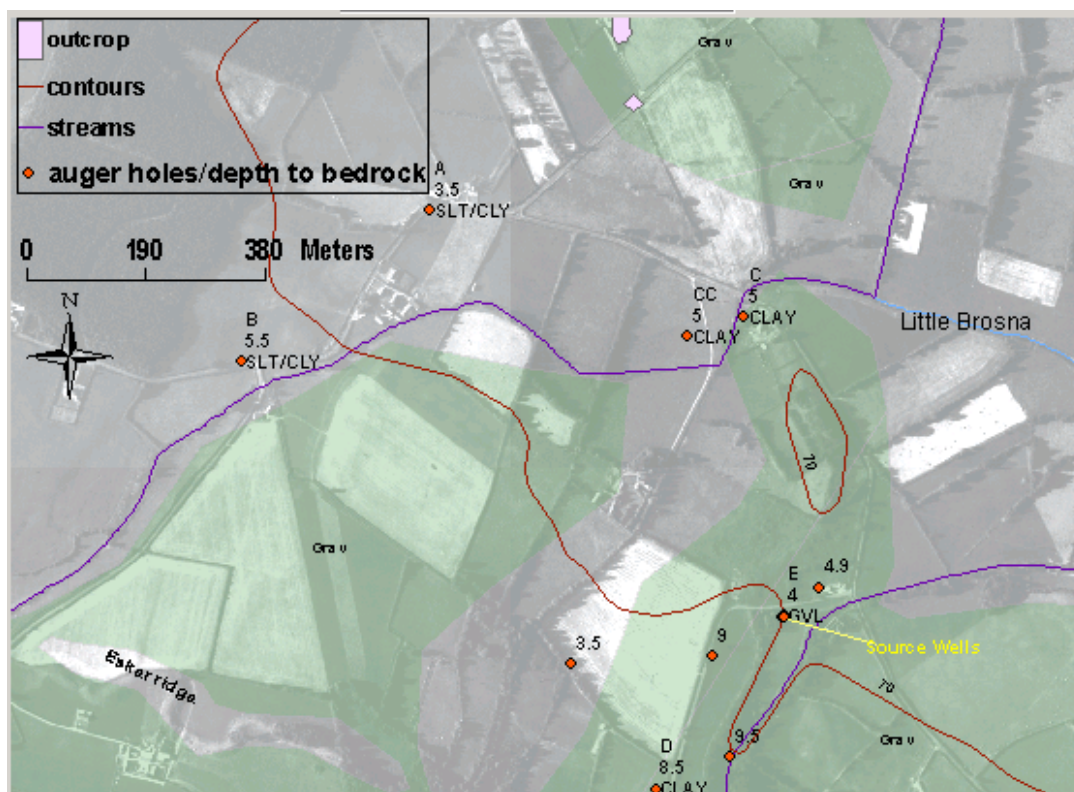 outcrop
contours
streams
auger holes/depth to bedrock
0 190 380 Meters
N
Grav
Grav
A
3.5
SLT/CLY
B
5.5
SLT/CLY
CC
5
CLAY
C
5
CLAY
Little Brosna
70
Grav
E
4
GVL
4.9
Source Wells
3.5
9
Esker ridge
70
9.5
Grav
D
8.5
CLAY